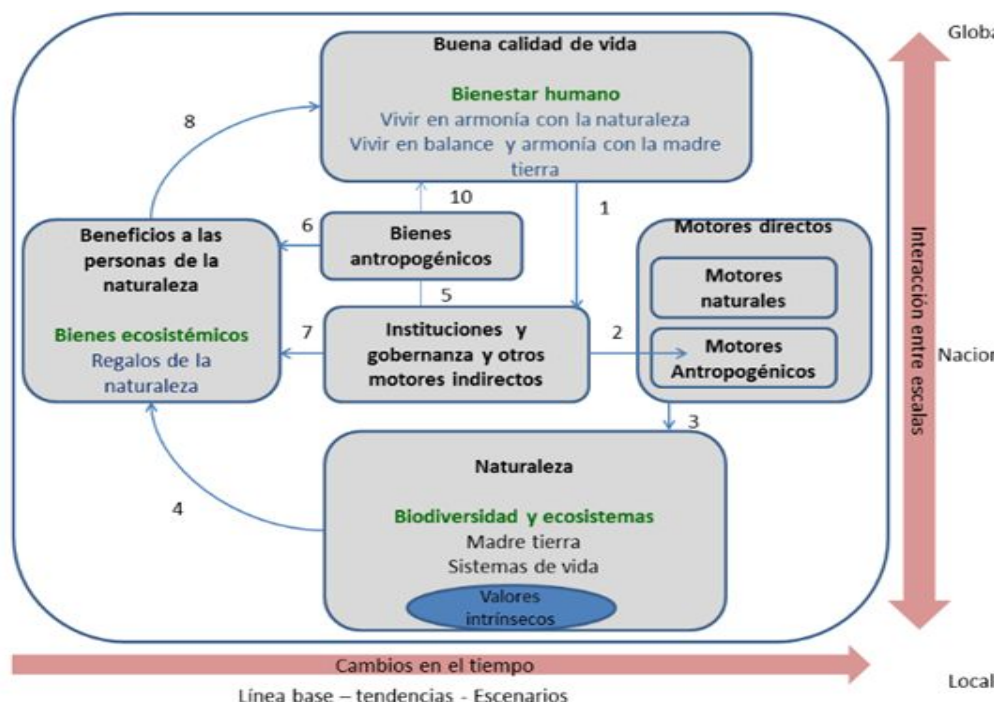 Buena calidad de vida
Bienestar humano
Vivir en armonía con la naturaleza
Vivir en balance y armonía con la madre
tierra
8
10
1
6
Bienes
antropogénicos
Beneficios a las
personas de la
naturaleza
Bienes ecosistémicos
Regalos de la
naturaleza
Motores directos
Motores
naturales
Motores
Antropogénicos
5
7
Instituciones y
gobernanza y otros
motores indirectos
2
3
4
Naturaleza
Biodiversidad y ecosistemas
Madre tierra
Sistemas de vida
Valores
intrínsecos
Globa
Interacción entre escalas
Nacion
Local
Cambios en el tiempo
Línea base – tendencias - Escenarios